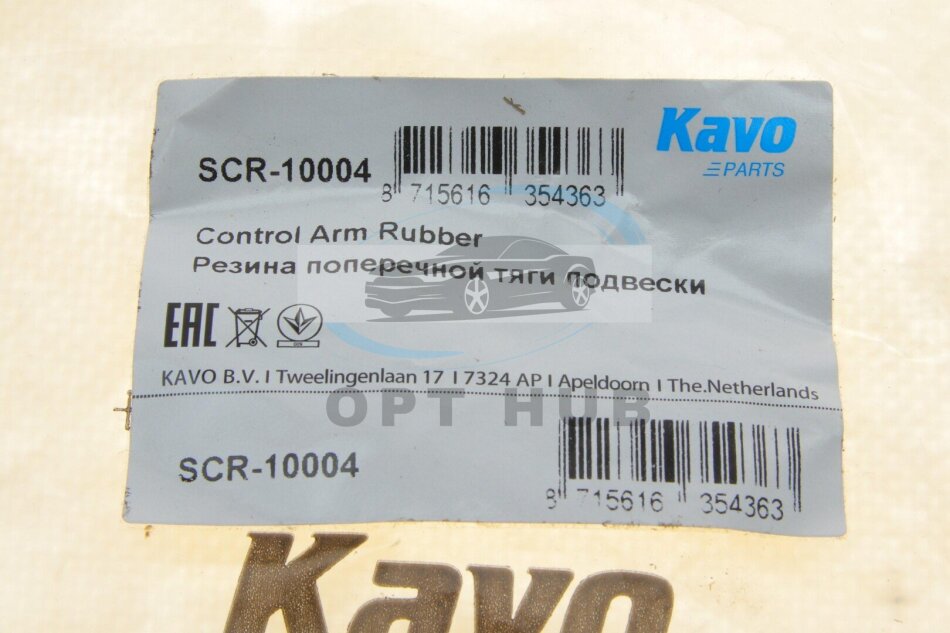 Kavo
PARTS
SCR-10004
8 715616 354363
Control Arm Rubber
Резина поперечной тяги подвески
EAC
KAVO B.V. I Tweelingenlaan 17 I 7324 AP I Apeldoorn I The.Netherlands
OPT HUB
SCR-10004
8 715616 354363
Kavo